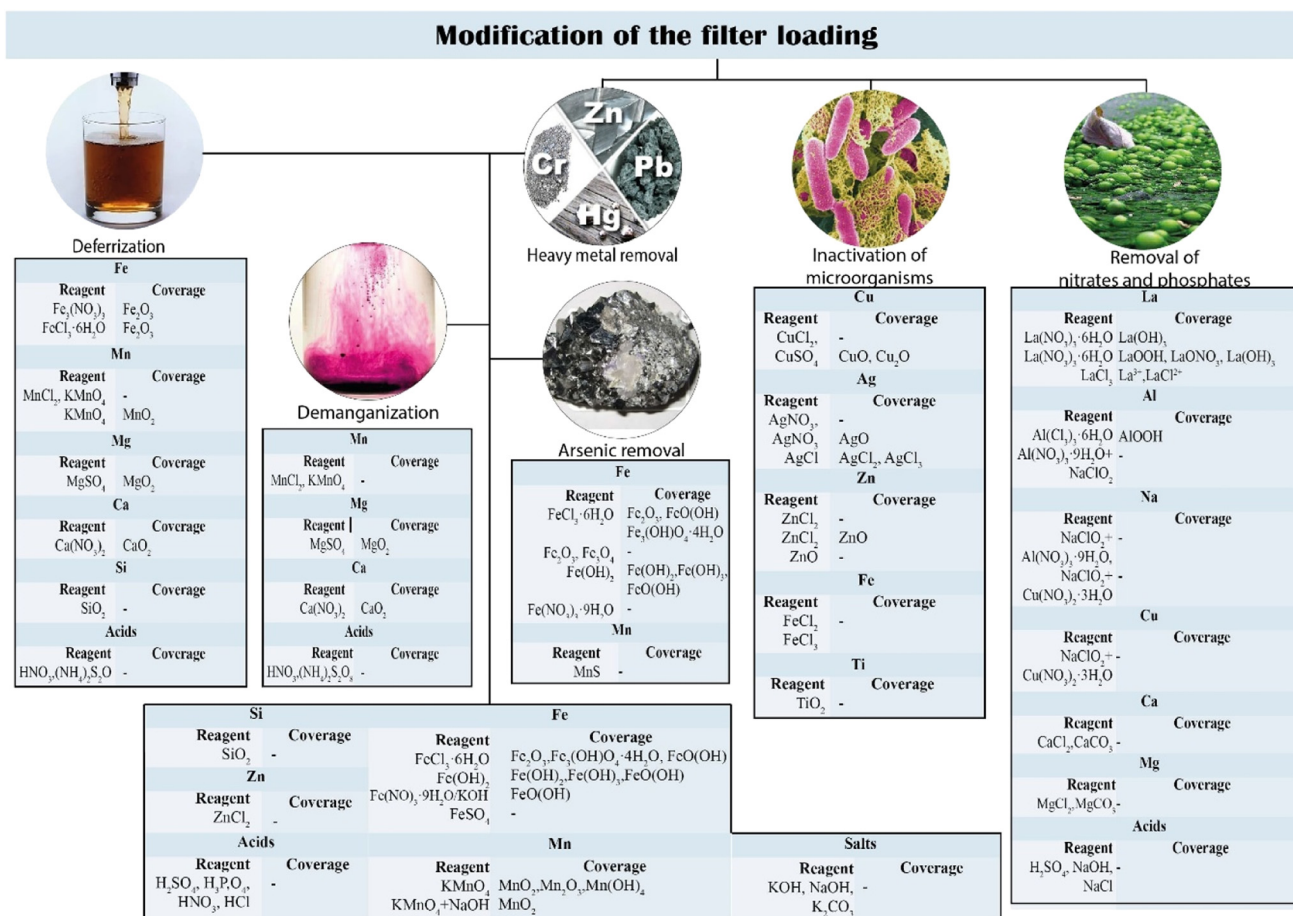 Modification of the filter loading
Zn
Cr
Pb
Hg
Deferrization
Fe
Reagent Coverage
Fe₃(NO₃)₃ Fe₂O₃
FeCl₃·6H₂O Fe₂O₃
Mn
Reagent Coverage
MnCl₂, KMnO₄ -
KMnO₄ MnO₂
Mg
Reagent Coverage
MgSO₄ MgO₂
Ca
Reagent Coverage
Ca(NO₃)₂ CaO₂
Si
Reagent Coverage
SiO₂ -
Acids
Reagent Coverage
HNO₃,(NH₄)₂S₂O -
Demanganization
Mn
Reagent Coverage
MnCl₂, KMnO₄ -
Mg
Reagent Coverage
MgSO₄ MgO₂
Ca
Reagent Coverage
Ca(NO₃)₂ CaO₂
Acids
Reagent Coverage
HNO₃,(NH₄)₂S₂O₈ -
Heavy metal removal
Arsenic removal
Fe
Reagent Coverage
FeCl₃·6H₂O Fe₂O₃, FeO(OH)
Fe₃(OH)O₄·4H₂O
Fe₂O₃, Fe₃O₄ -
Fe(OH)₂ Fe(OH)₂,Fe(OH)₃,
FeO(OH)
Fe(NO₃)₃·9H₂O -
Mn
Reagent Coverage
MnS -
Inactivation of
microorganisms
Cu
Reagent Coverage
CuCl₂, -
CuSO₄ CuO, Cu₂O
Ag
Reagent Coverage
AgNO₃, -
AgNO₃ AgO
AgCl AgCl₂, AgCl₃
Zn
Reagent Coverage
ZnCl₂ -
ZnCl₂ ZnO
ZnO -
Fe
Reagent Coverage
FeCl₂ -
FeCl₃
Ti
Reagent Coverage
TiO₂ -
Removal of
nitrates and phosphates
La
Reagent Coverage
La(NO₃)₃·6H₂O La(OH)₃
La(NO₃)₃·6H₂O LaOOH, LaONO₃, La(OH)₃
LaCl₃ La³⁺,LaCl²⁺
Al
Reagent Coverage
Al(Cl₃)₃·6H₂O AlOOH
Al(NO₃)₃·9H₂O+ -
NaClO₂
Na
Reagent Coverage
NaClO₂+ -
Al(NO₃)₃·9H₂O,
NaClO₂+ -
Cu(NO₃)₂·3H₂O
Cu
Reagent Coverage
NaClO₂+ -
Cu(NO₃)₂·3H₂O
Ca
Reagent Coverage
CaCl₂,CaCO₃ -
Mg
Reagent Coverage
MgCl₂,MgCO₃ -
Acids
Reagent Coverage
H₂SO₄, NaOH, -
NaCl
Si
Reagent Coverage
SiO₂ -
Zn
Reagent Coverage
ZnCl₂ -
Acids
Reagent Coverage
H₂SO₄, H₃P,O₄, -
HNO₃, HCl
Fe
Reagent Coverage
FeCl₃·6H₂O Fe₂O₃,Fe₃(OH)O₄·4H₂O, FeO(OH)
Fe(OH)₂ Fe(OH)₂,Fe(OH)₃,FeO(OH)
Fe(NO)₃·9H₂O/KOH FeO(OH)
FeSO₄ -
Mn
Reagent Coverage
KMnO₄ MnO₂,Mn₂O₃,Mn(OH)₄
KMnO₄+NaOH MnO₂
Salts
Reagent Coverage
KOH, NaOH, -
K₂CO₃